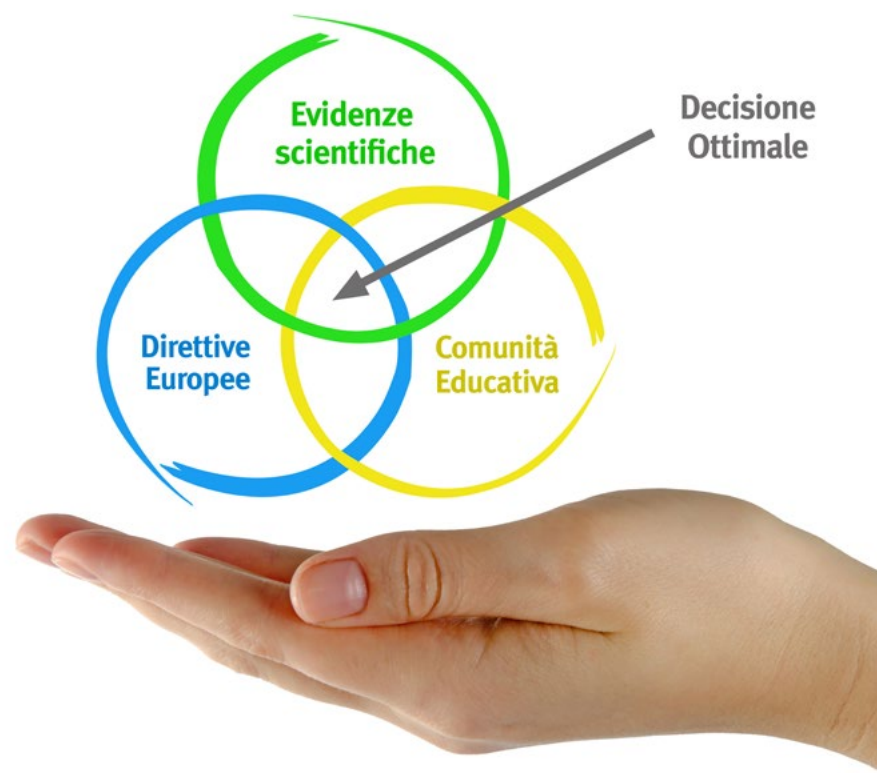 Evidenze
scientifiche
Decisione
Ottimale
Direttive
Europee
Comunità
Educativa